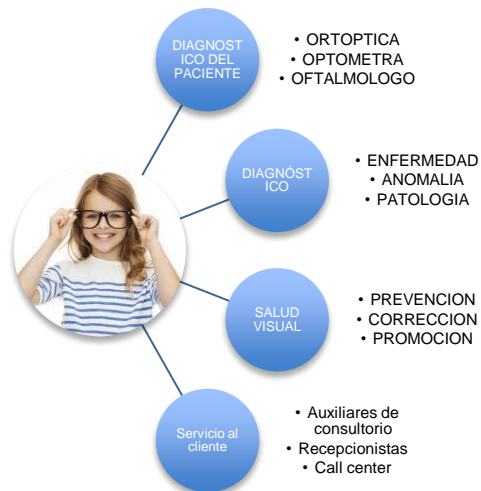 DIAGNOST
ICO DEL
PACIENTE
• ORTOPTICA
• OPTOMETRA
• OFTALMOLOGO
DIAGNÓST
ICO
• ENFERMEDAD
• ANOMALIA
• PATOLOGIA
SALUD
VISUAL
• PREVENCION
• CORRECCION
• PROMOCION
Servicio al
cliente
• Auxiliares de
consultorio
• Recepcionistas
• Call center